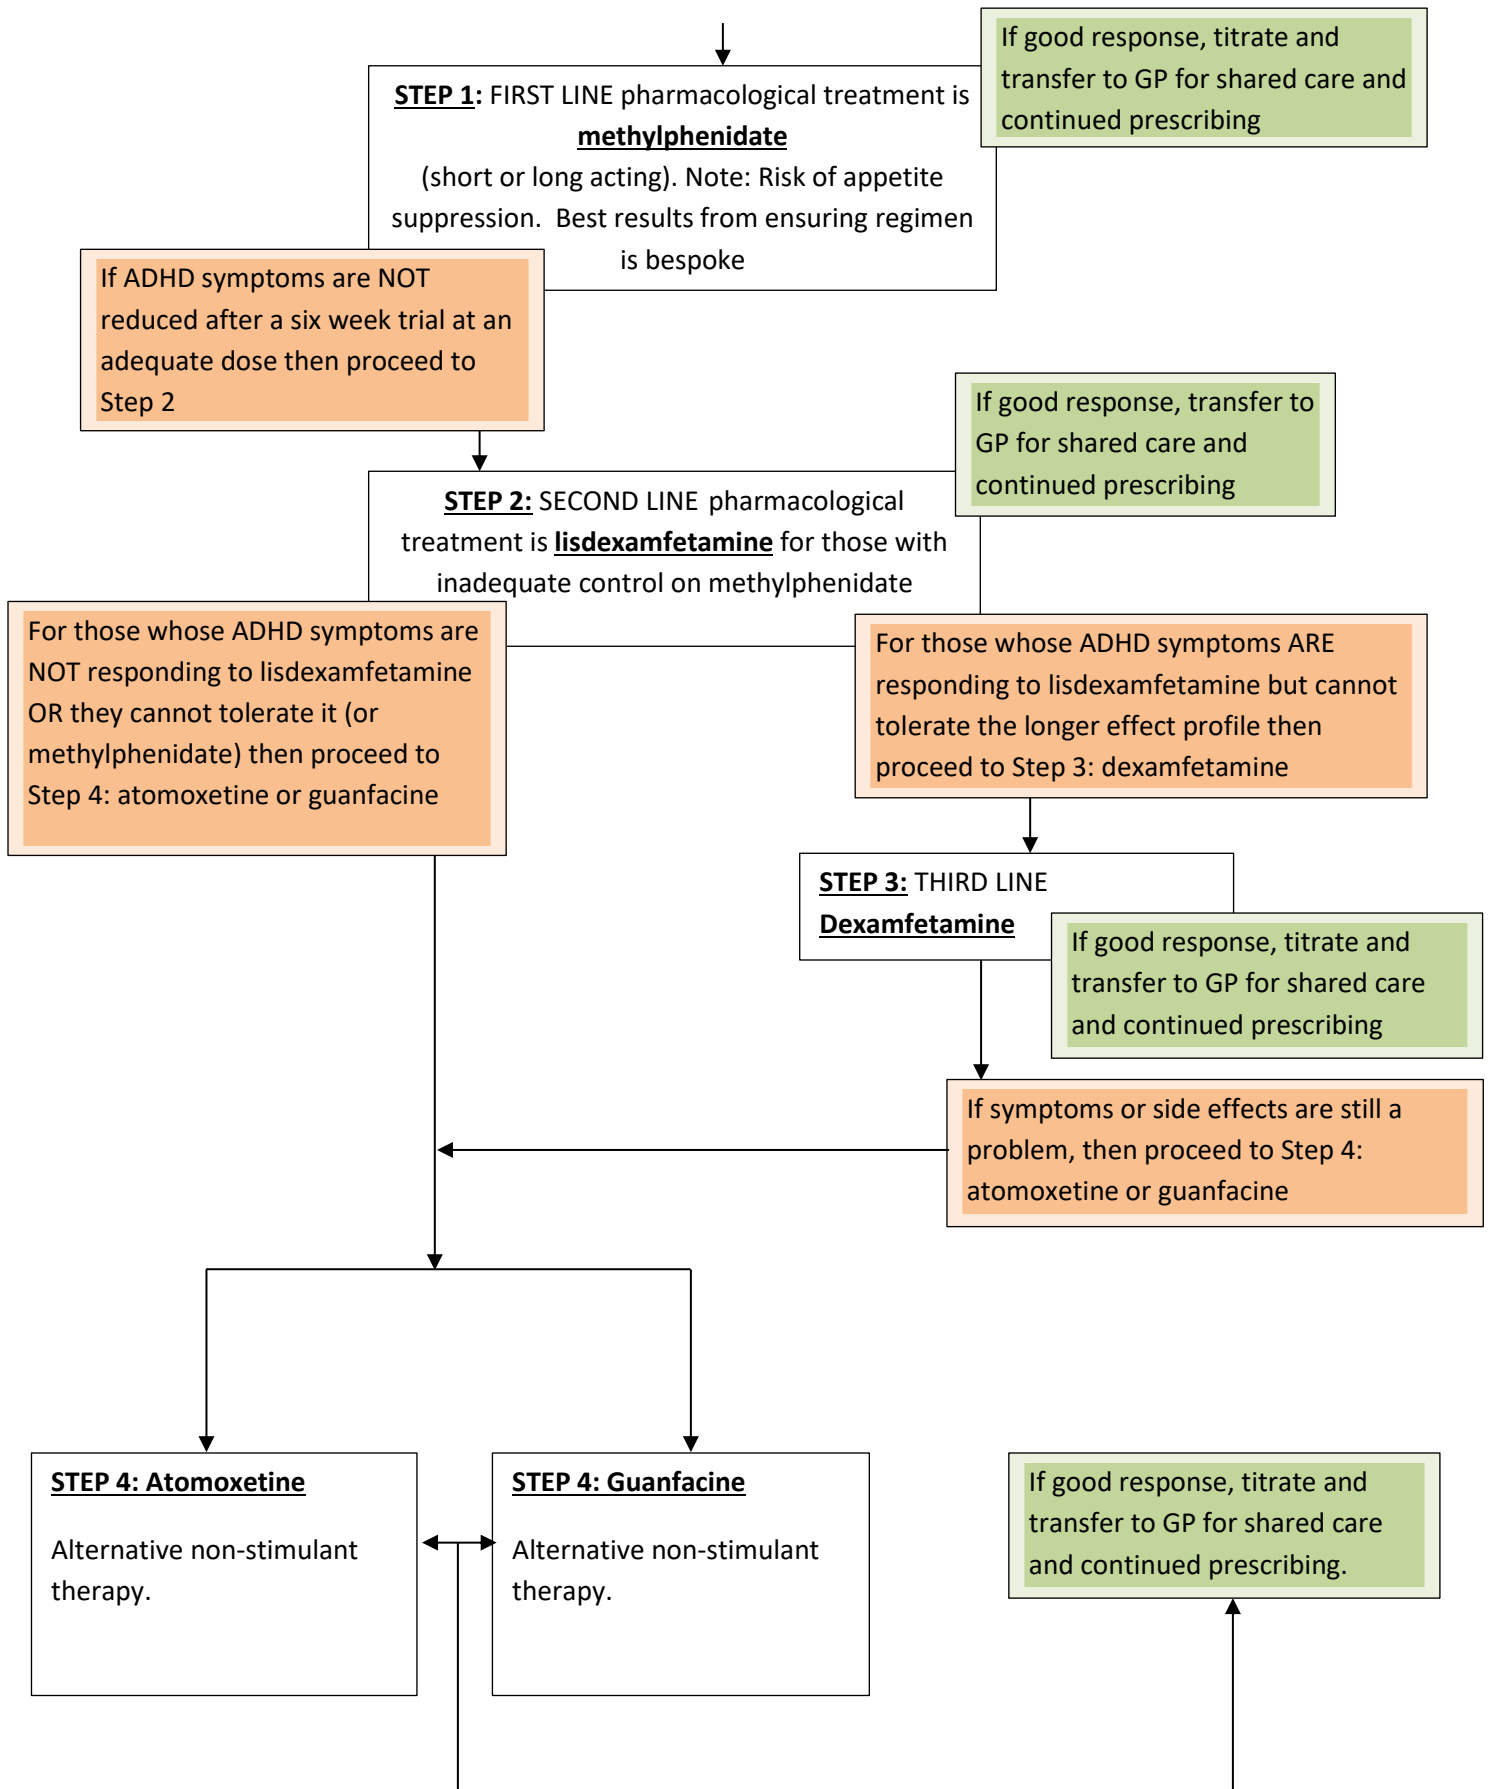 If good response, titrate and
transfer to GP for shared care and
continued prescribing
STEP 1: FIRST LINE pharmacological treatment is
methylphenidate
(short or long acting). Note: Risk of appetite
suppression.  Best results from ensuring regimen
is bespoke
If ADHD symptoms are NOT
reduced after a six week trial at an
adequate dose then proceed to
Step 2
If good response, transfer to
GP for shared care and
continued prescribing
STEP 2: SECOND LINE pharmacological
treatment is lisdexamfetamine for those with
inadequate control on methylphenidate
For those whose ADHD symptoms are
NOT responding to lisdexamfetamine
OR they cannot tolerate it (or
methylphenidate) then proceed to
Step 4: atomoxetine or guanfacine
For those whose ADHD symptoms ARE
responding to lisdexamfetamine but cannot
tolerate the longer effect profile then
proceed to Step 3: dexamfetamine
STEP 3: THIRD LINE
Dexamfetamine
If good response, titrate and
transfer to GP for shared care
and continued prescribing
If symptoms or side effects are still a
problem, then proceed to Step 4:
atomoxetine or guanfacine
STEP 4: Atomoxetine
Alternative non-stimulant
therapy.
STEP 4: Guanfacine
Alternative non-stimulant
therapy.
If good response, titrate and
transfer to GP for shared care
and continued prescribing.